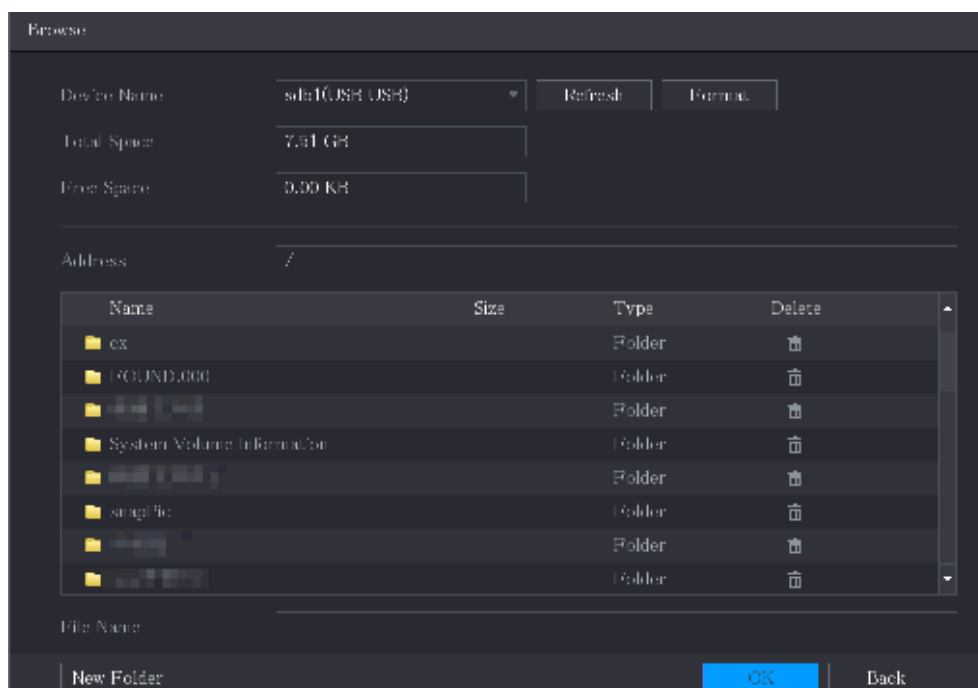 Browse
Device Name sdb1(USB USB) Refresh Format
Total Space 7.51 GB
Free Space 0.00 KB
Address /
Name Size Type Delete
ex Folder
FOUND.000 Folder
Folder
System Volume Information Folder
Folder
snapPic Folder
Folder
Folder
File Name
New Folder OK Back